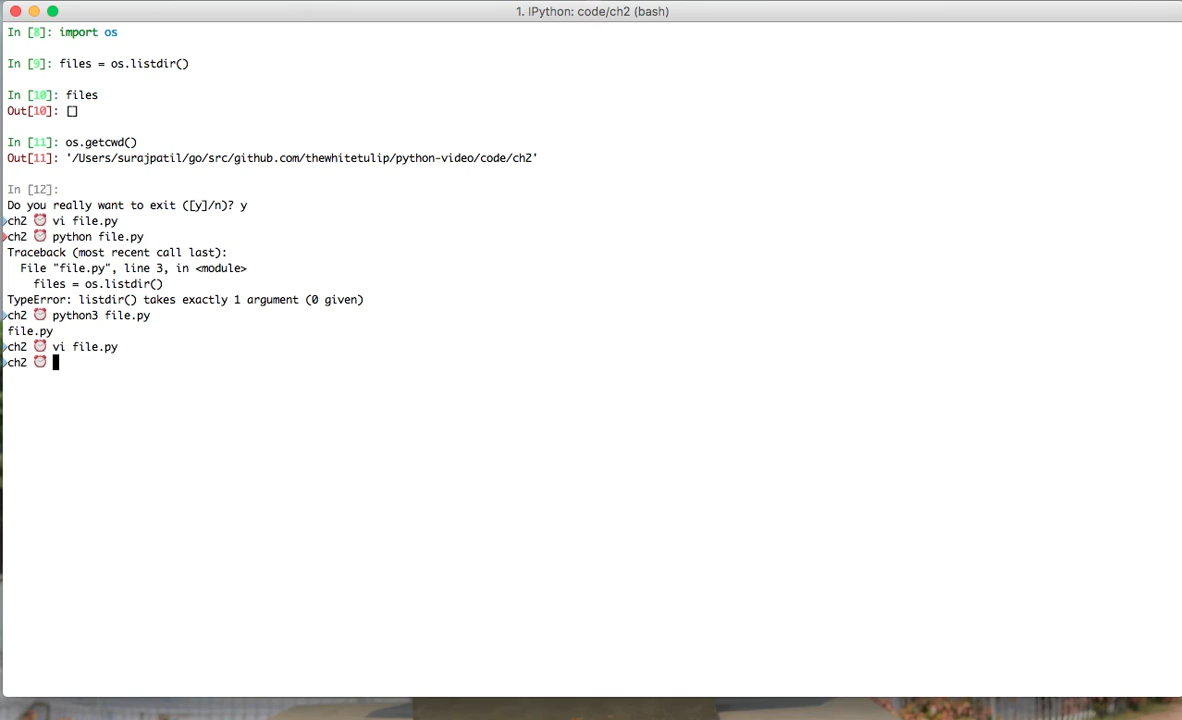 1. IPython: code/ch2 (bash)
In [8]: import os
In [9]: files = os.listdir()
In [10]: files
Out[10]: []
In [11]: os.getcwd()
Out[11]: '/Users/surajpatil/go/src/github.com/thewhitetulip/python-video/code/ch2'
In [12]:
Do you really want to exit ([y]/n)? y
ch2 ⏰ vi file.py
ch2 ⏰ python file.py
Traceback (most recent call last):
File "file.py", line 3, in <module>
files = os.listdir()
TypeError: listdir() takes exactly 1 argument (0 given)
ch2 ⏰ python3 file.py
file.py
ch2 ⏰ vi file.py
ch2 ⏰